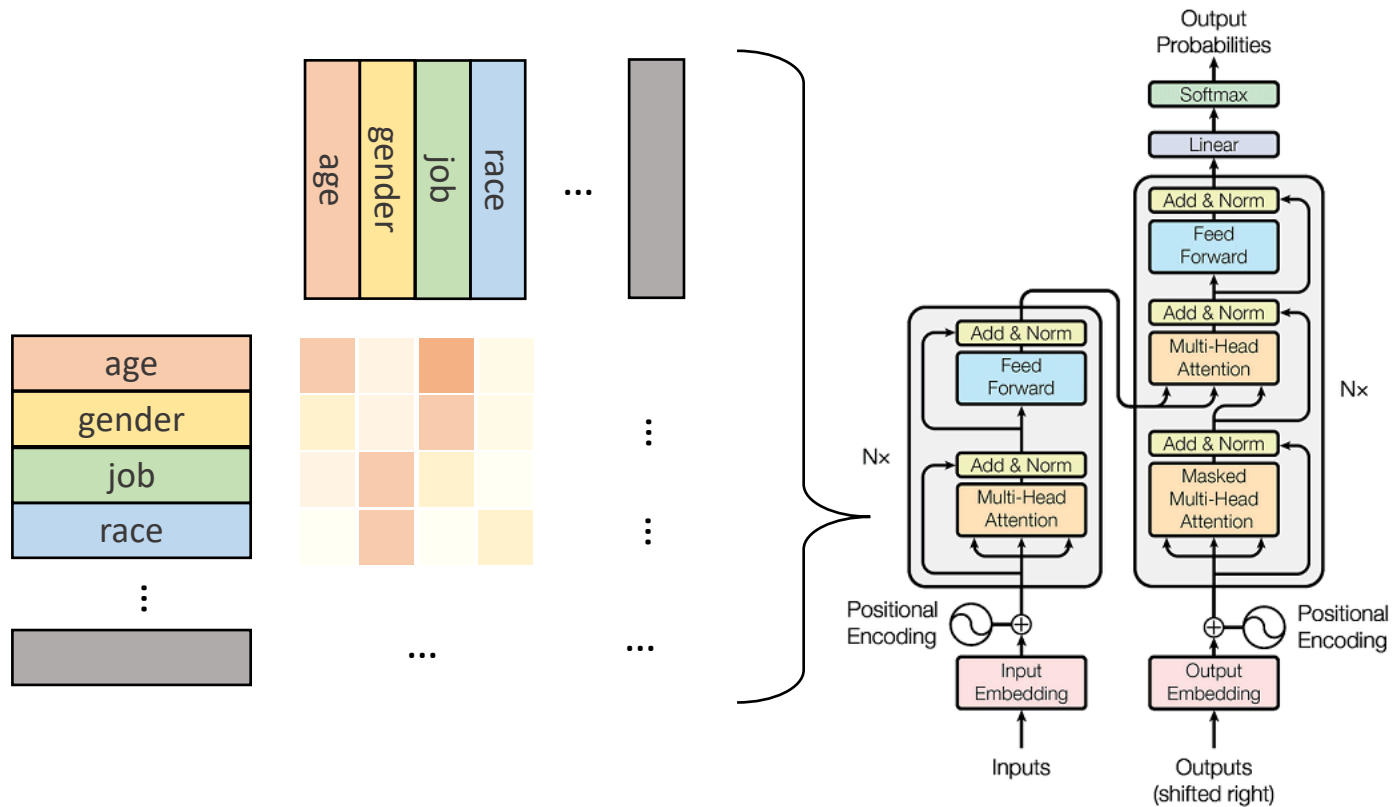 age
gender
job
race
...
age
gender
job
race
...
...
...
...
...
Output
Probabilities
Softmax
Linear
Add & Norm
Feed
Forward
Add & Norm
Multi-Head
Attention
Add & Norm
Masked
Multi-Head
Attention
Nx
Add & Norm
Feed
Forward
Add & Norm
Multi-Head
Attention
Nx
Positional
Encoding
Positional
Encoding
Input
Embedding
Output
Embedding
Inputs
Outputs
(shifted right)